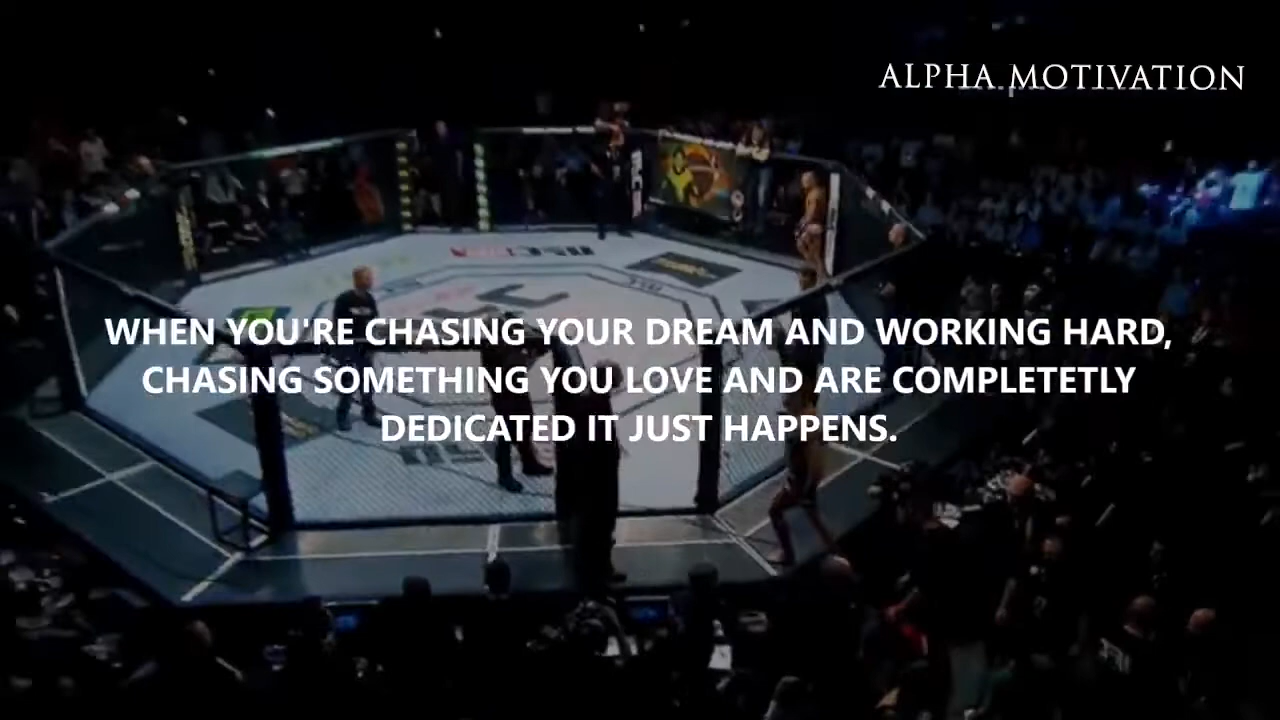 ALPHA MOTIVATION
WHEN YOU'RE CHASING YOUR DREAM AND WORKING HARD,
CHASING SOMETHING YOU LOVE AND ARE COMPLETETLY
DEDICATED IT JUST HAPPENS.